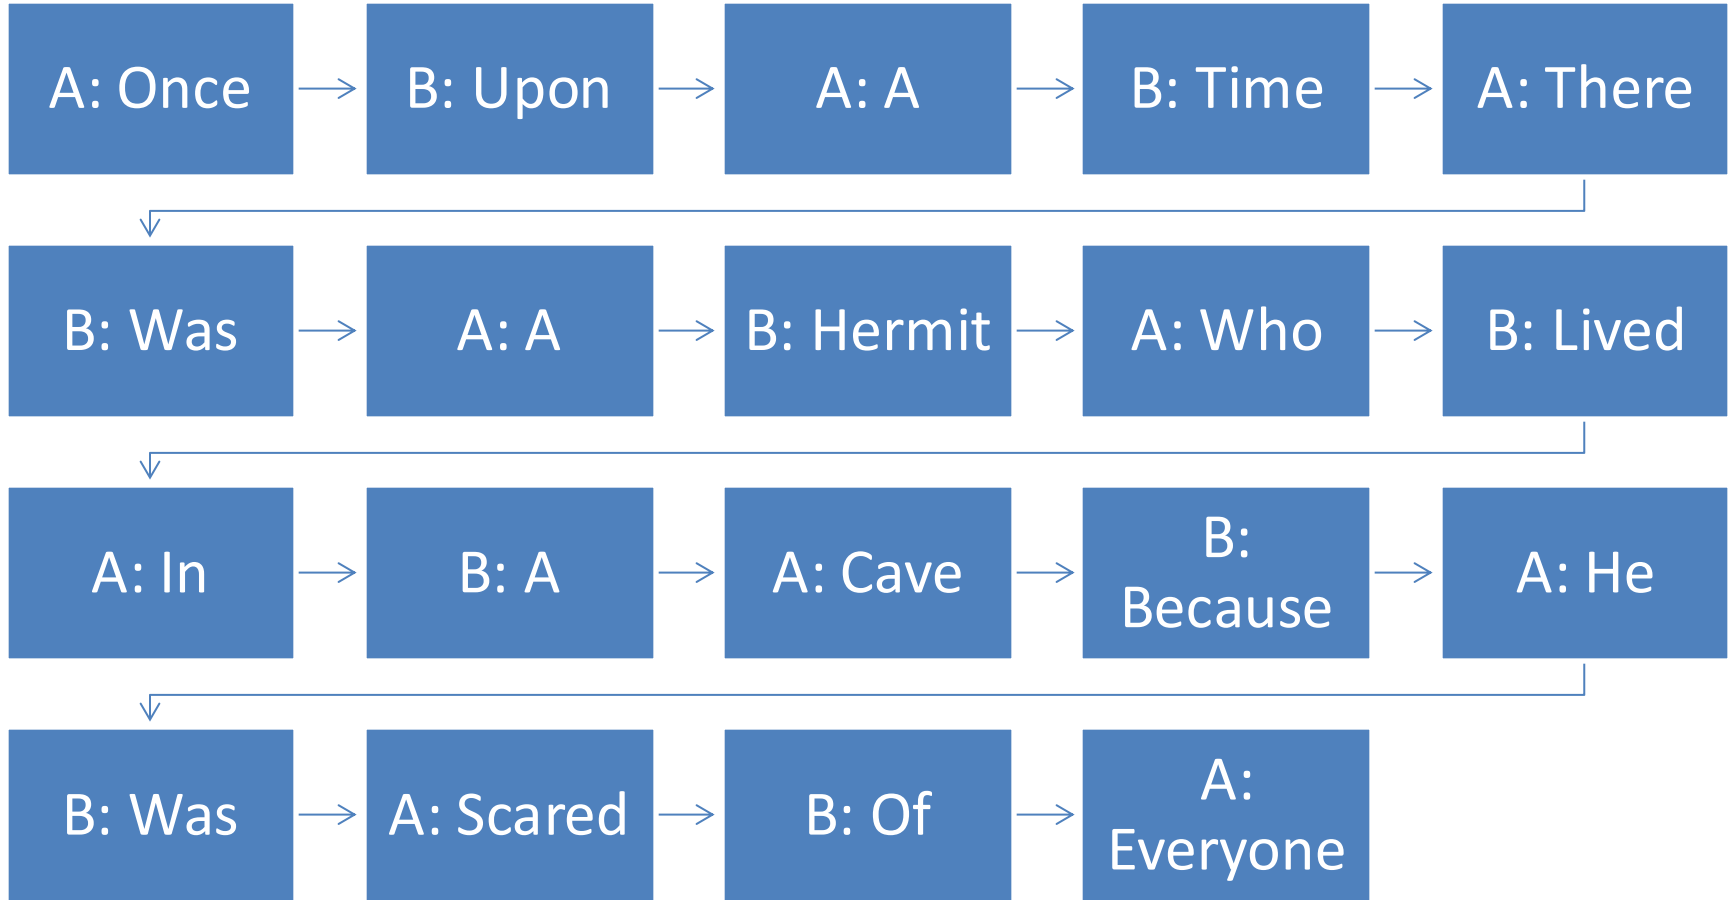 A: Once
B: Upon
A: A
B: Time
A: There
B: Was
A: A
B: Hermit
A: Who
B: Lived
A: In
B: A
A: Cave
B:
Because
A: He
B: Was
A: Scared
B: Of
A:
Everyone